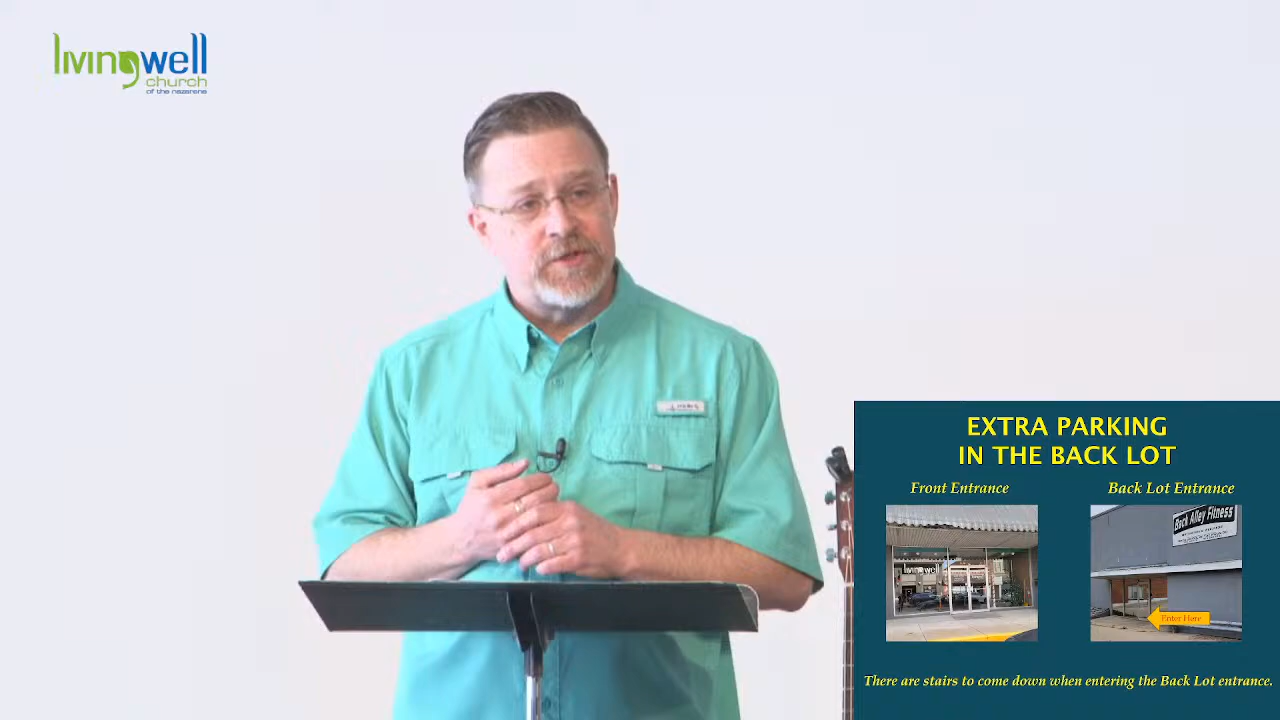 livingwell
church
of the nazarene
EXTRA PARKING
IN THE BACK LOT
Front Entrance
Back Lot Entrance
Back Alley Fitness
livingwell
Enter Here
There are stairs to come down when entering the Back Lot entrance.